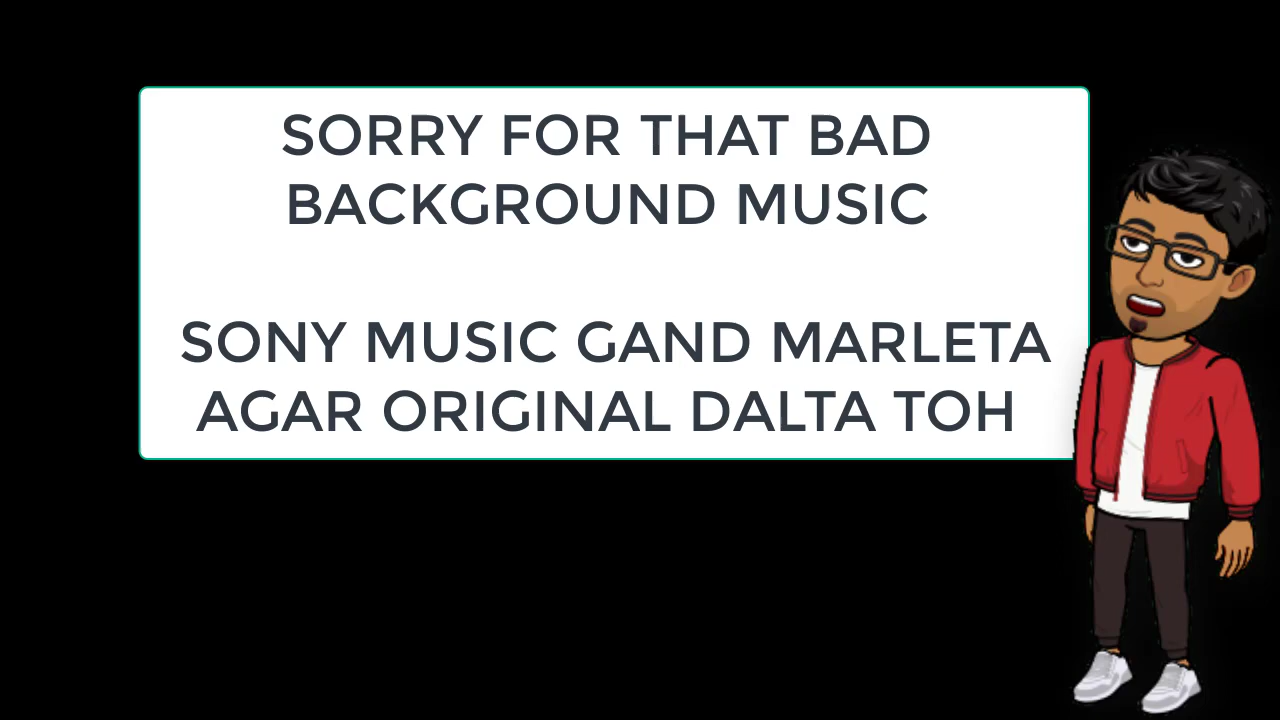 SORRY FOR THAT BAD
BACKGROUND MUSIC
SONY MUSIC GAND MARLETA
AGAR ORIGINAL DALTA TOH